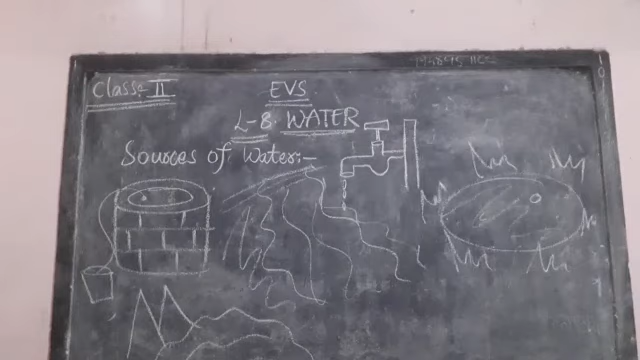 Class:- II
EVS
L-8. WATER
Sources of Water:-